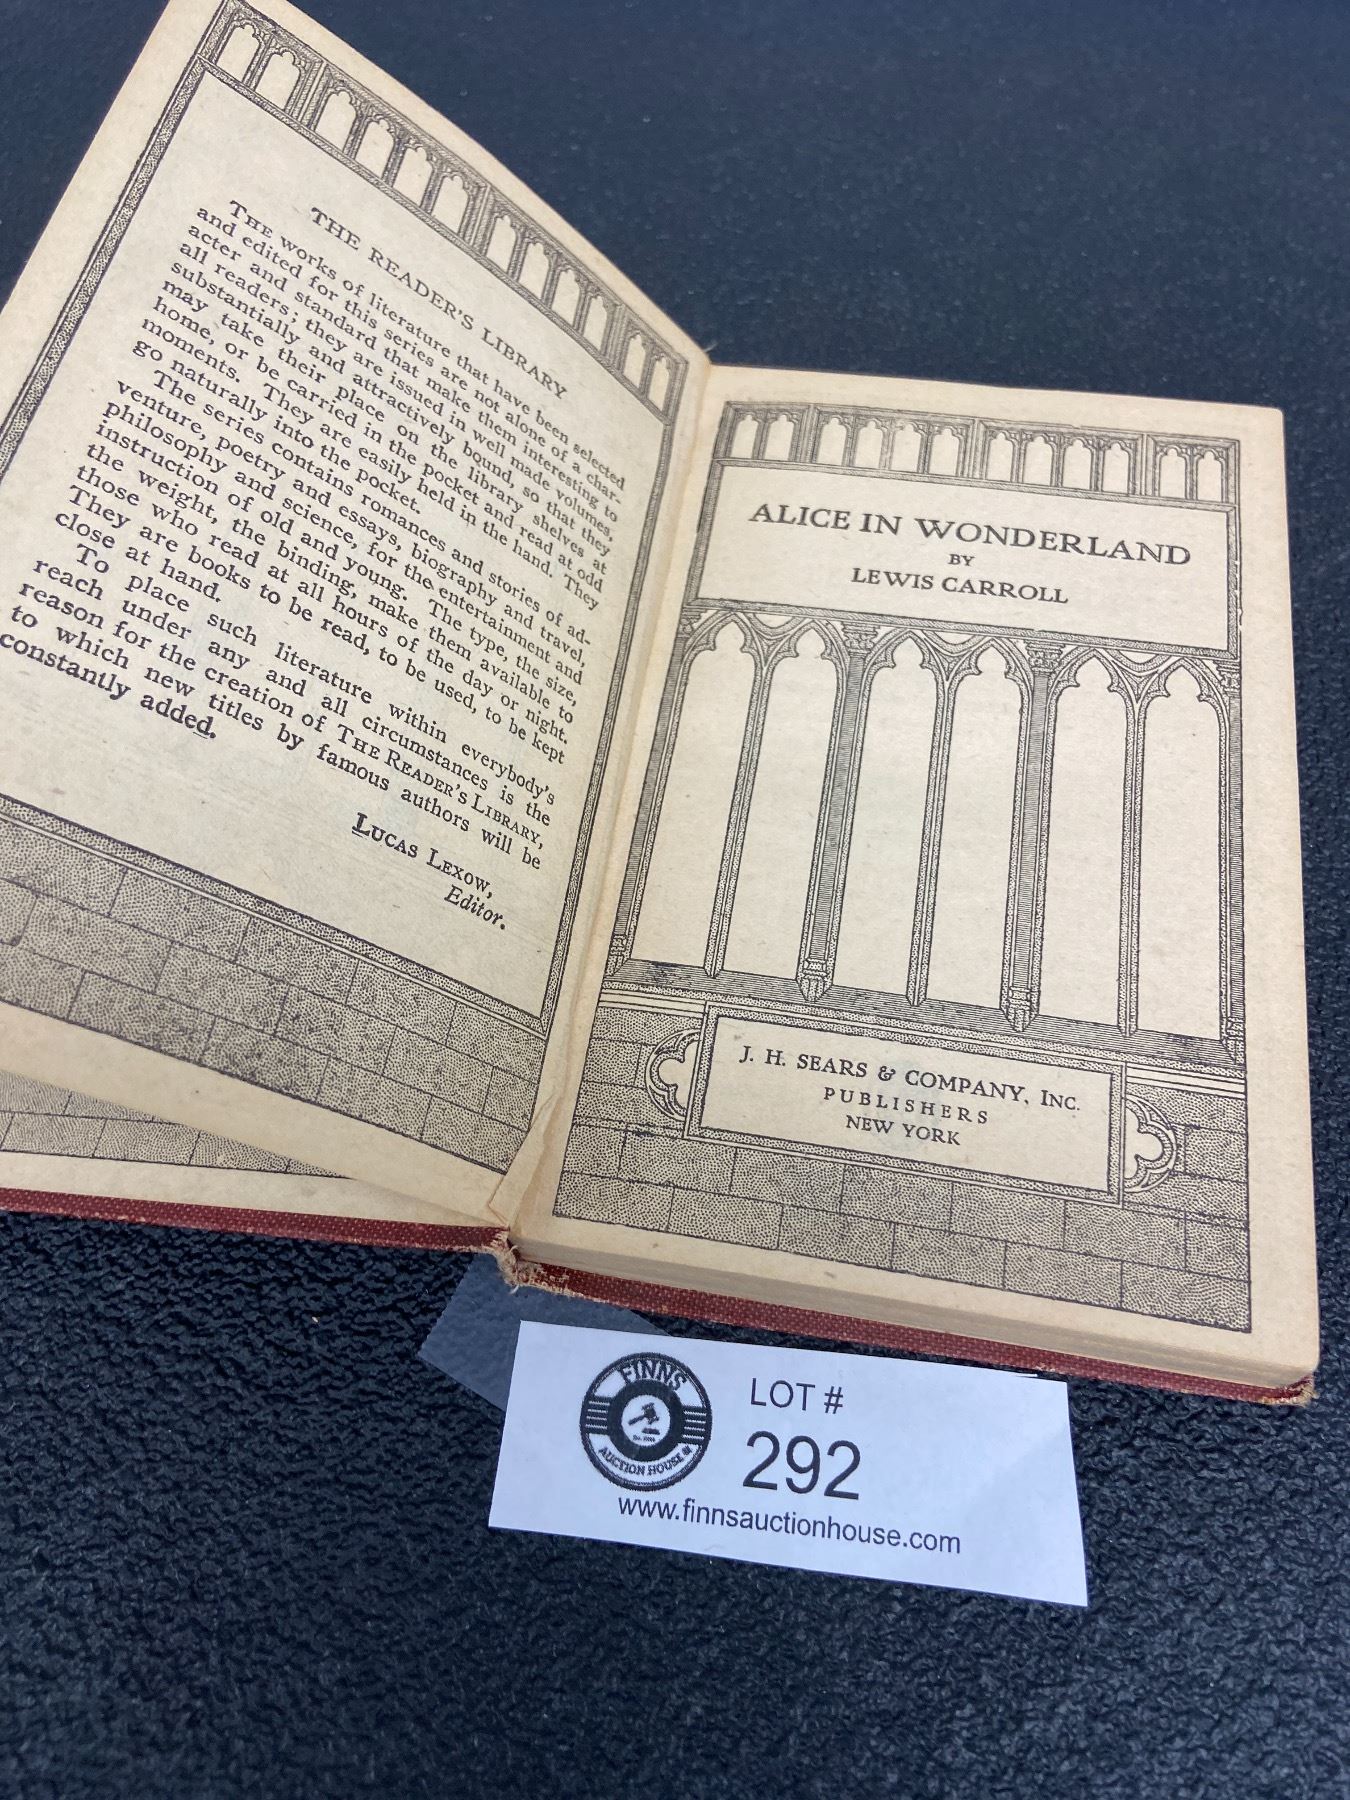 THE READER'S LIBRARY
THE works of literature that have been selected
and edited for this series are not alone of a char-
acter and standard that make them interesting to
all readers; they are issued in well made volumes,
substantially and attractively bound, so that they
may take their place on the library shelves at
home, or be carried in the pocket and read at odd
moments. They are easily held in the hand. They
go naturally into the pocket.
The series contains romances and stories of ad-
venture, poetry and essays, biography and travel,
philosophy and science, for the entertainment and
instruction of old and young. The type, the size,
the weight, the binding, make them available to
those who read at all hours of the day or night.
They are books to be read, to be used, to be kept
close at hand.
To place such literature within everybody's
reach under any and all circumstances is the
reason for the creation of THE READER'S LIBRARY,
to which new titles by famous authors will be
constantly added.
LUCAS LEXOW,
Editor.
ALICE IN WONDERLAND
BY
LEWIS CARROLL
J. H. SEARS & COMPANY, INC.
PUBLISHERS
NEW YORK
FINNS
AUCTION HOUSE
LOT #
292
www.finnsauctionhouse.com